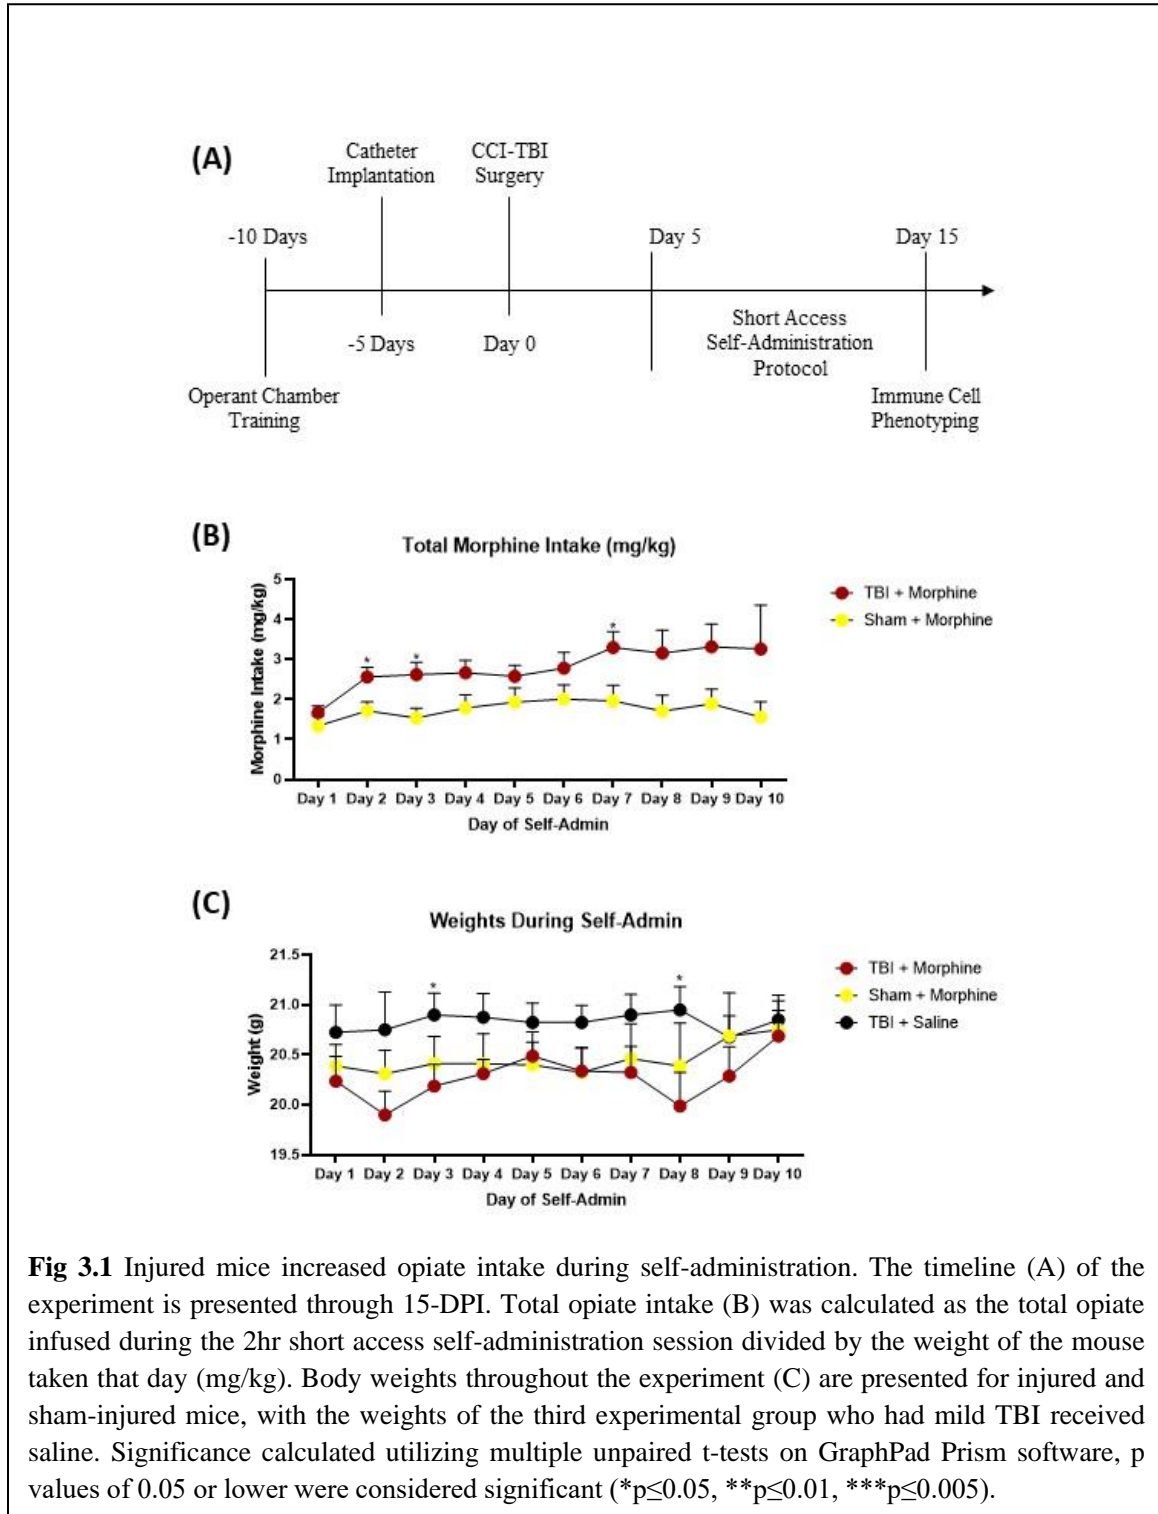 (A)
Catheter
Implantation
CCI-TBI
Surgery
-10 Days
Day 5
Day 15
-5 Days
Day 0
Short Access
Self-Administration
Protocol
Operant Chamber
Training
Immune Cell
Phenotyping
(B)
Total Morphine Intake (mg/kg)
Morphine Intake (mg/kg)
5
4
3
2
1
0
* * *
TBI + Morphine
Sham + Morphine
Day 1 Day 2 Day 3 Day 4 Day 5 Day 6 Day 7 Day 8 Day 9 Day 10
Day of Self-Admin
(C)
Weights During Self-Admin
Weight (g)
21.5
21.0
20.5
20.0
19.5
* *
TBI + Morphine
Sham + Morphine
TBI + Saline
Day 1 Day 2 Day 3 Day 4 Day 5 Day 6 Day 7 Day 8 Day 9 Day 10
Day of Self-Admin
Fig 3.1 Injured mice increased opiate intake during self-administration. The timeline (A) of the
experiment is presented through 15-DPI. Total opiate intake (B) was calculated as the total opiate
infused during the 2hr short access self-administration session divided by the weight of the mouse
taken that day (mg/kg). Body weights throughout the experiment (C) are presented for injured and
sham-injured mice, with the weights of the third experimental group who had mild TBI received
saline. Significance calculated utilizing multiple unpaired t-tests on GraphPad Prism software, p
values of 0.05 or lower were considered significant (*p≤0.05, **p≤0.01, ***p≤0.005).